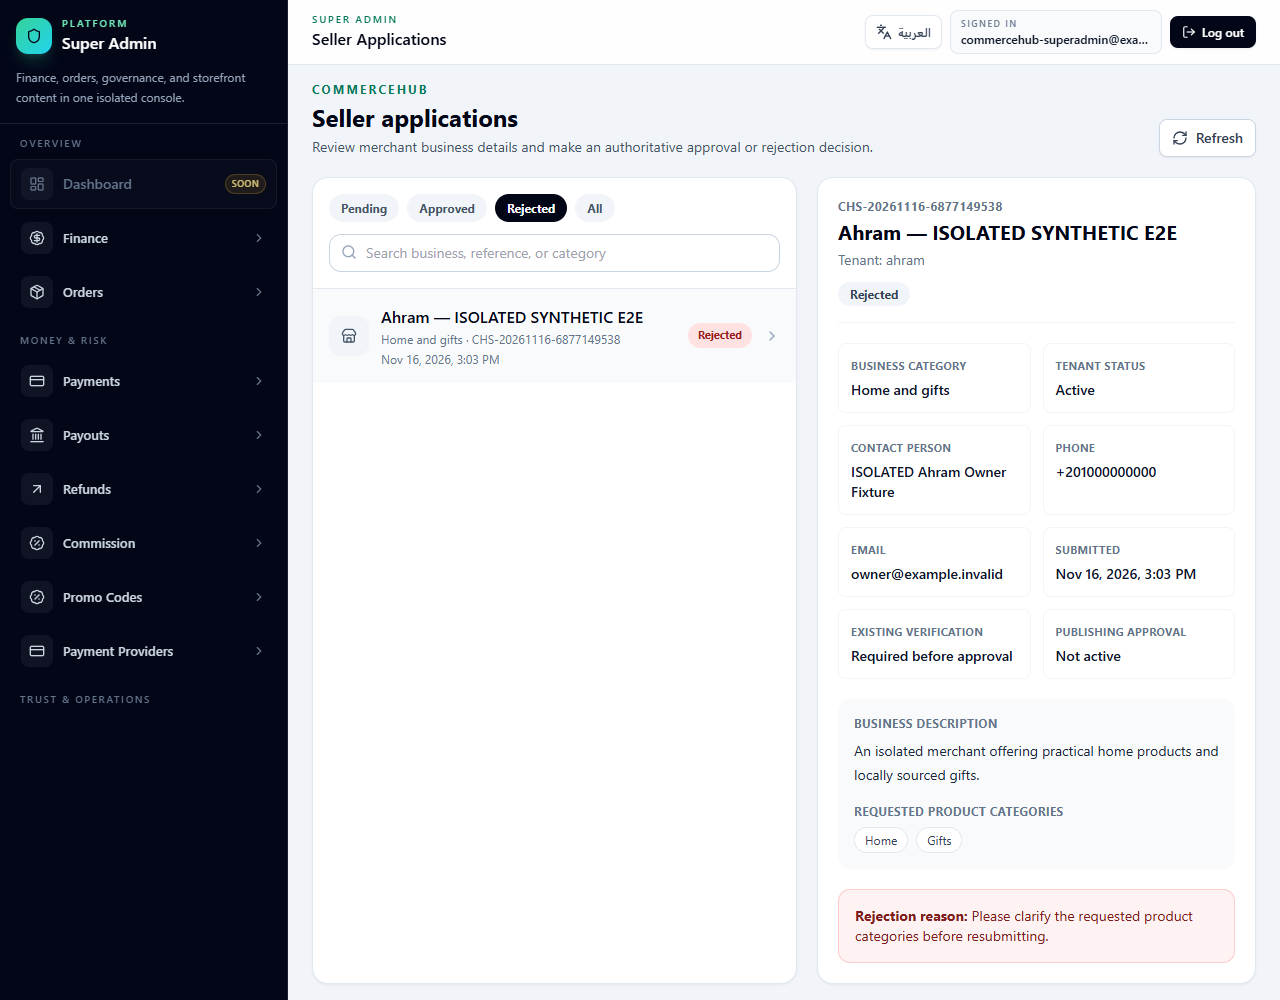 PLATFORM
Super Admin
Finance, orders, governance, and storefront
content in one isolated console.
OVERVIEW
Dashboard
SOON
Finance
Orders
MONEY & RISK
Payments
Payouts
Refunds
Commission
Promo Codes
Payment Providers
TRUST & OPERATIONS
SUPER ADMIN
Seller Applications
العربية
SIGNED IN
commercehub-superadmin@exa...
Log out
COMMERCEHUB
Seller applications
Review merchant business details and make an authoritative approval or rejection decision.
Refresh
Pending
Approved
Rejected
All
Search business, reference, or category
Ahram — ISOLATED SYNTHETIC E2E
Home and gifts · CHS-20261116-6877149538
Nov 16, 2026, 3:03 PM
Rejected
CHS-20261116-6877149538
Ahram — ISOLATED SYNTHETIC E2E
Tenant: ahram
Rejected
BUSINESS CATEGORY
Home and gifts
TENANT STATUS
Active
CONTACT PERSON
ISOLATED Ahram Owner
Fixture
PHONE
+201000000000
EMAIL
owner@example.invalid
SUBMITTED
Nov 16, 2026, 3:03 PM
EXISTING VERIFICATION
Required before approval
PUBLISHING APPROVAL
Not active
BUSINESS DESCRIPTION
An isolated merchant offering practical home products and
locally sourced gifts.
REQUESTED PRODUCT CATEGORIES
Home
Gifts
Rejection reason: Please clarify the requested product
categories before resubmitting.